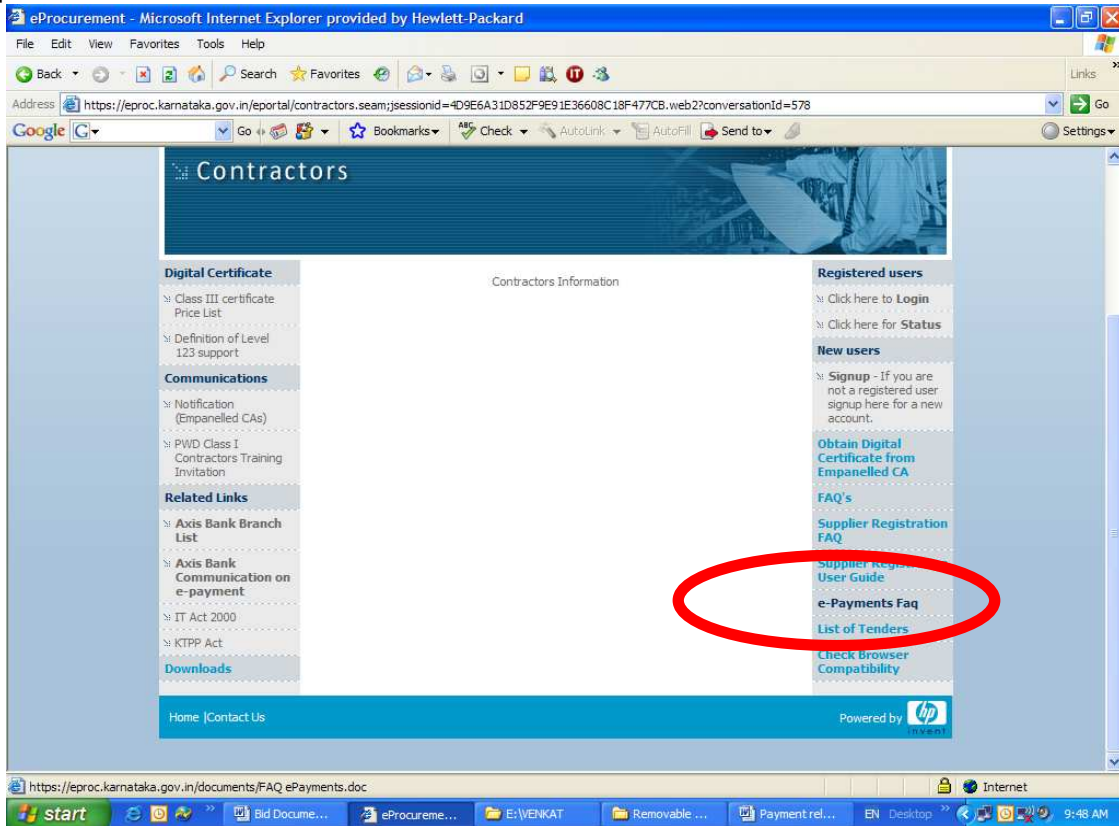 eProcurement - Microsoft Internet Explorer provided by Hewlett-Packard
File Edit View Favorites Tools Help
Back Search Favorites Links
Address https://eproc.karnataka.gov.in/eportal/contractors.seam;jsessionid=4D9E6A31D852F9E91E36608C18F477CB.web2?conversationId=578 Go
Google Go Bookmarks Check AutoLink AutoFill Send to Settings
Contractors
Contractors Information
Digital Certificate
Class III certificate
Price List
Definition of Level
123 support
Communications
Notification
(Empanelled CAs)
PWD Class I
Contractors Training
Invitation
Related Links
Axis Bank Branch
List
Axis Bank
Communication on
e-payment
IT Act 2000
KTPP Act
Downloads
Registered users
Click here to Login
Click here for Status
New users
Signup - If you are
not a registered user
signup here for a new
account.
Obtain Digital
Certificate from
Empanelled CA
FAQ's
Supplier Registration
FAQ
Supplier
User Guide
e-Payments Faq
List of Tenders
Check Browser
Compatibility
Home |Contact Us
Powered by hp
invent
https://eproc.karnataka.gov.in/documents/FAQ ePayments.doc Internet
start Bid Docume... eProcureme... E:\VENKAT Removable ... Payment rel... EN Desktop 9:48 AM